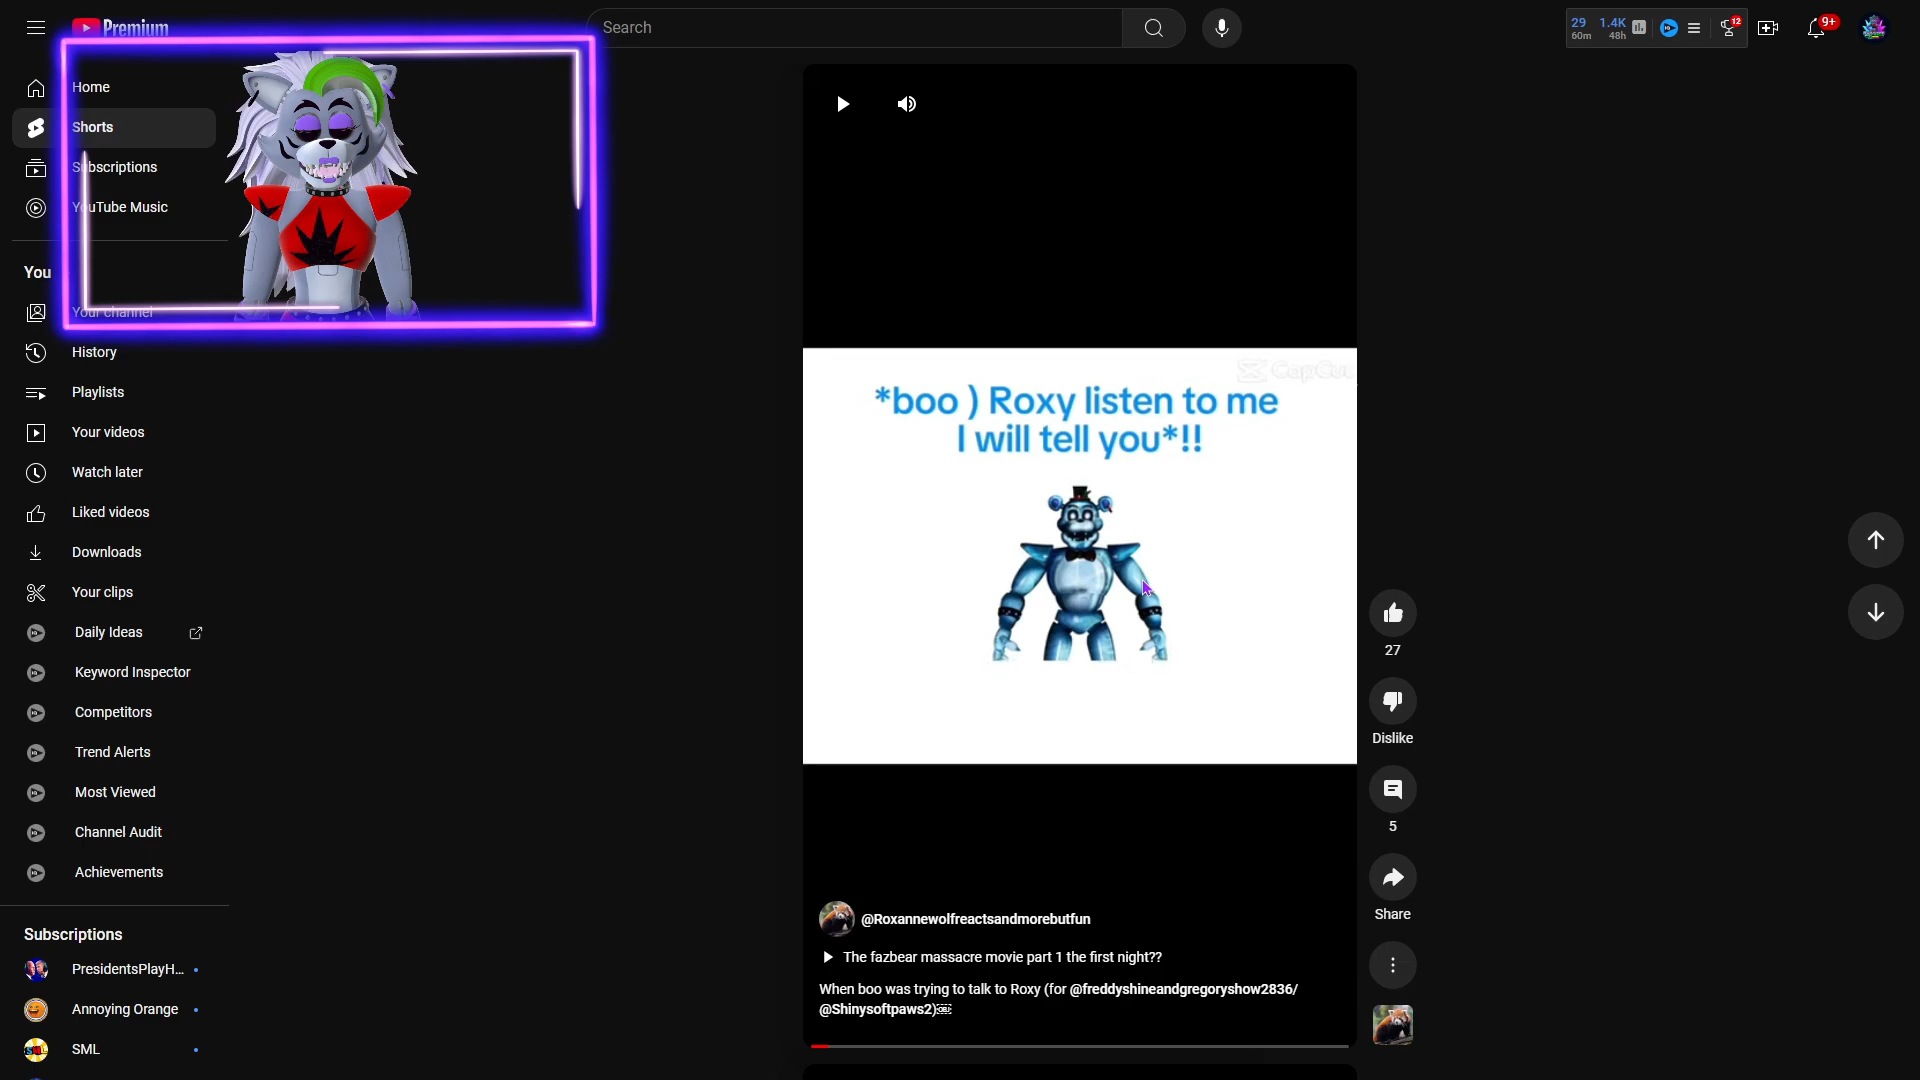 Premium
Search
29
60m
1.4K
48h
12
9+
Home
Shorts
Subscriptions
YouTube Music
You
Your channel
History
Playlists
Your videos
Watch later
Liked videos
Downloads
Your clips
Daily Ideas
Keyword Inspector
Competitors
Trend Alerts
Most Viewed
Channel Audit
Achievements
Subscriptions
PresidentsPlayH...
Annoying Orange
SML
CapCu
*boo ) Roxy listen to me
I will tell you*!!
27
Dislike
5
Share
@Roxannewolfreactsandmorebutfun
The fazbear massacre movie part 1 the first night??
When boo was trying to talk to Roxy (for @freddyshineandgregoryshow2836/
@Shinysoftpaws2)￼